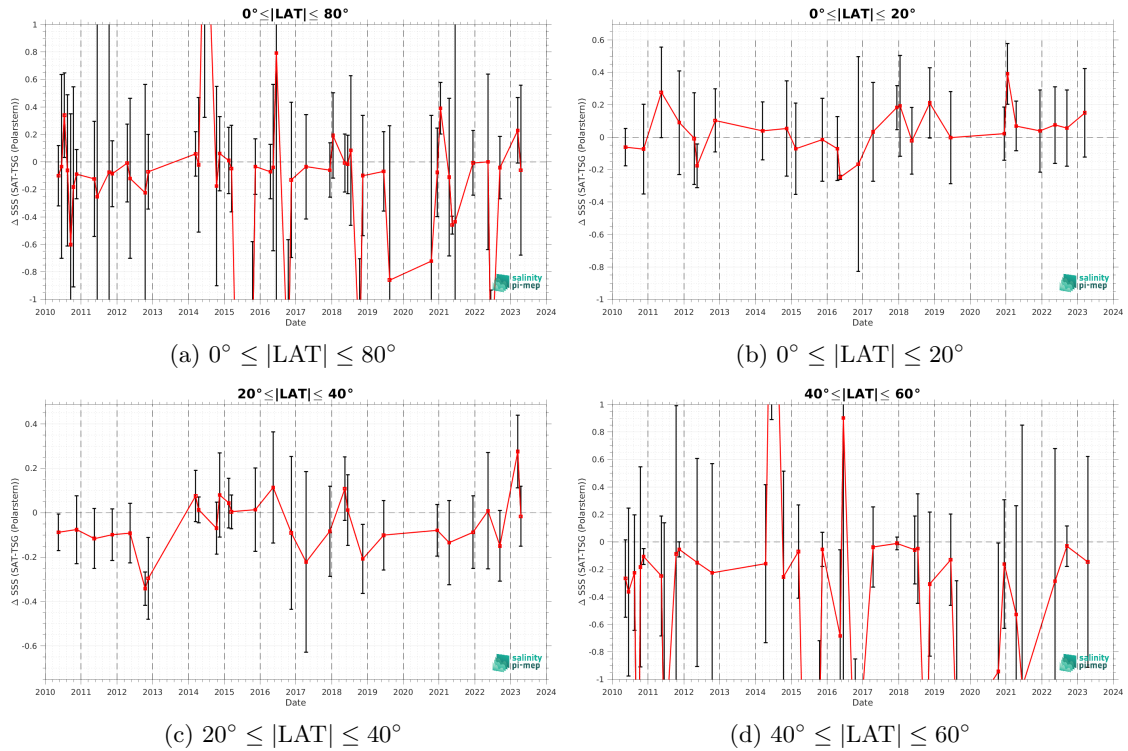 0°≤|LAT|≤ 80°
Δ SSS (SAT-TSG (Polarstern))
1
0.8
0.6
0.4
0.2
0
-0.2
-0.4
-0.6
-0.8
-1
2010 2011 2012 2013 2014 2015 2016 2017 2018 2019 2020 2021 2022 2023 2024
Date
salinity
pi-mep
(a) 0° ≤ |LAT| ≤ 80°
0°≤|LAT|≤ 20°
Δ SSS (SAT-TSG (Polarstern))
0.6
0.4
0.2
0
-0.2
-0.4
-0.6
-0.8
-1
2010 2011 2012 2013 2014 2015 2016 2017 2018 2019 2020 2021 2022 2023 2024
Date
salinity
pi-mep
(b) 0° ≤ |LAT| ≤ 20°
20°≤|LAT|≤ 40°
Δ SSS (SAT-TSG (Polarstern))
0.4
0.2
0
-0.2
-0.4
-0.6
2010 2011 2012 2013 2014 2015 2016 2017 2018 2019 2020 2021 2022 2023 2024
Date
salinity
pi-mep
(c) 20° ≤ |LAT| ≤ 40°
40°≤|LAT|≤ 60°
Δ SSS (SAT-TSG (Polarstern))
1
0.8
0.6
0.4
0.2
0
-0.2
-0.4
-0.6
-0.8
-1
2010 2011 2012 2013 2014 2015 2016 2017 2018 2019 2020 2021 2022 2023 2024
Date
salinity
pi-mep
(d) 40° ≤ |LAT| ≤ 60°